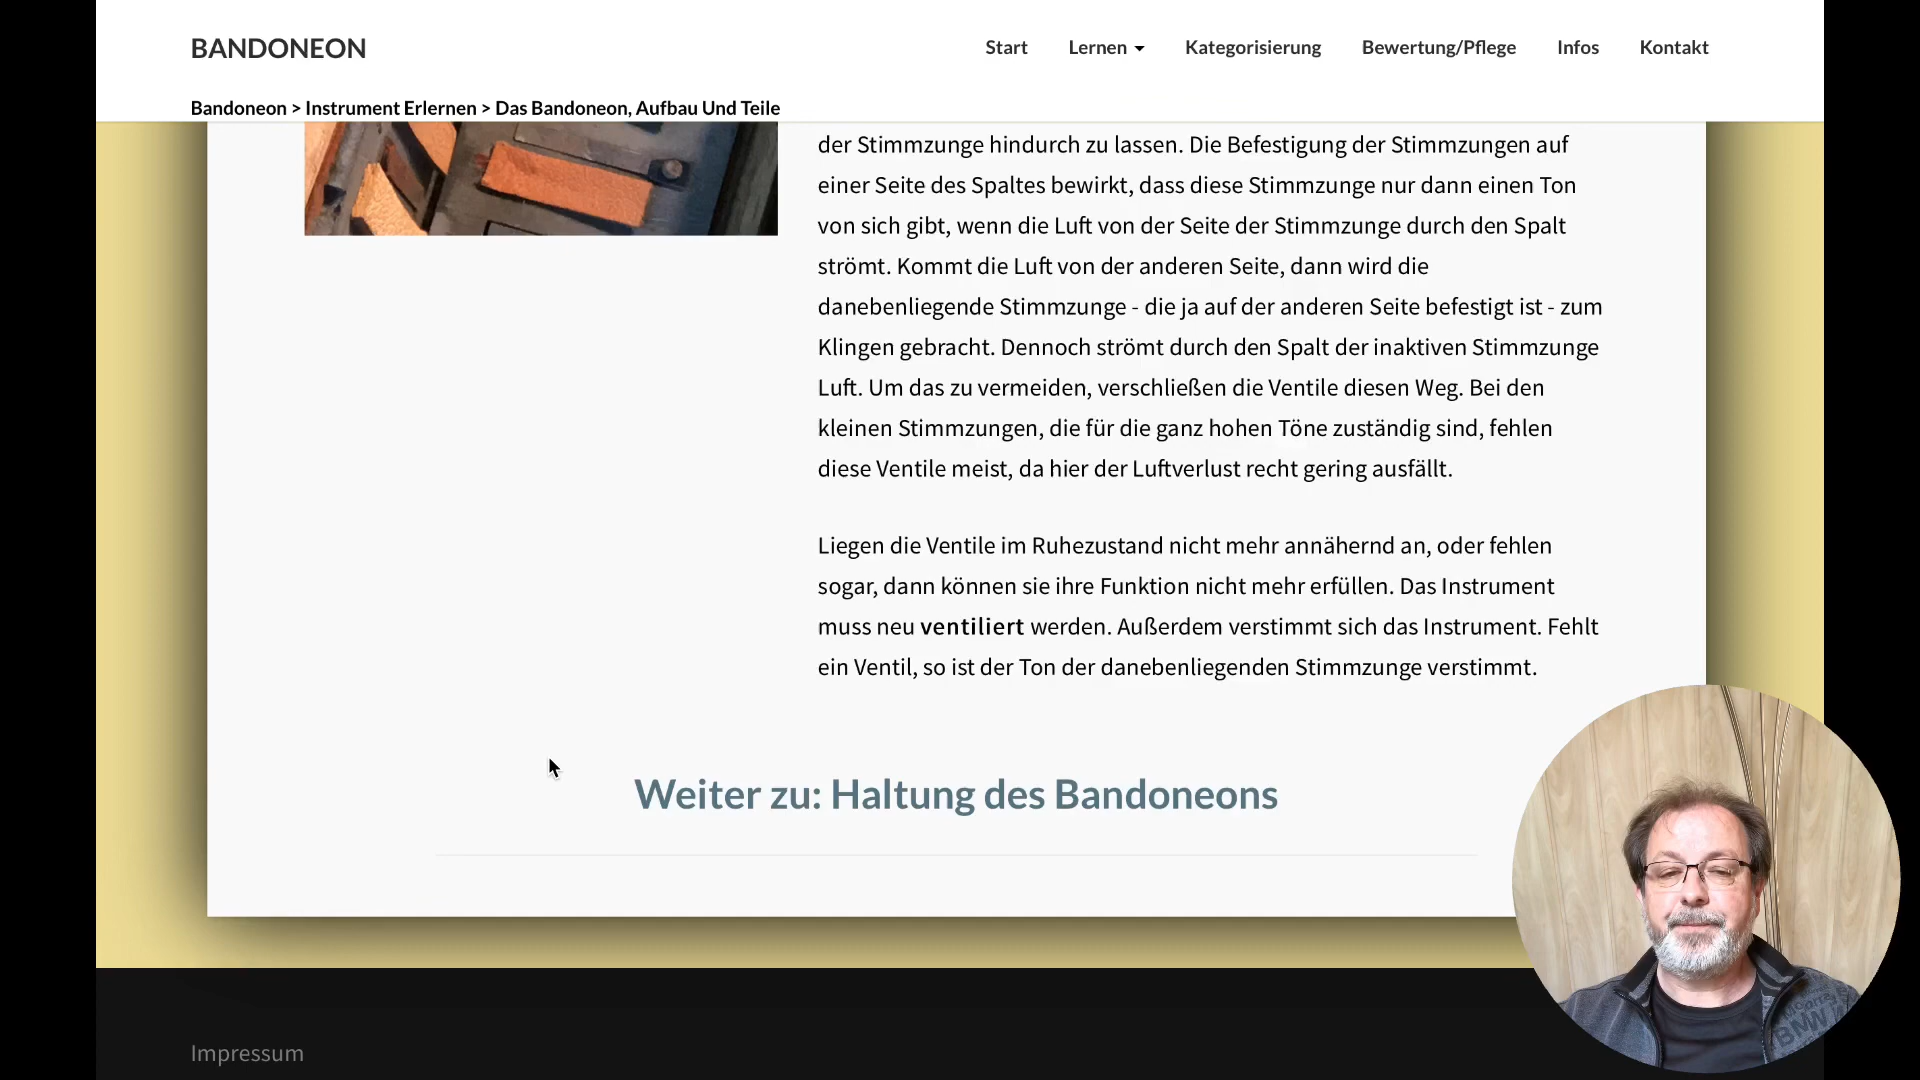 BANDONEON
Start Lernen Kategorisierung Bewertung/Pflege Infos Kontakt
Bandoneon > Instrument Erlernen > Das Bandoneon, Aufbau Und Teile
der Stimmzunge hindurch zu lassen. Die Befestigung der Stimmzungen auf
einer Seite des Spaltes bewirkt, dass diese Stimmzunge nur dann einen Ton
von sich gibt, wenn die Luft von der Seite der Stimmzunge durch den Spalt
strömt. Kommt die Luft von der anderen Seite, dann wird die
danebenliegende Stimmzunge - die ja auf der anderen Seite befestigt ist - zum
Klingen gebracht. Dennoch strömt durch den Spalt der inaktiven Stimmzunge
Luft. Um das zu vermeiden, verschließen die Ventile diesen Weg. Bei den
kleinen Stimmzungen, die für die ganz hohen Töne zuständig sind, fehlen
diese Ventile meist, da hier der Luftverlust recht gering ausfällt.
Liegen die Ventile im Ruhezustand nicht mehr annähernd an, oder fehlen
sogar, dann können sie ihre Funktion nicht mehr erfüllen. Das Instrument
muss neu ventiliert werden. Außerdem verstimmt sich das Instrument. Fehlt
ein Ventil, so ist der Ton der danebenliegenden Stimmzunge verstimmt.
Weiter zu: Haltung des Bandoneons
BMW
Impressum